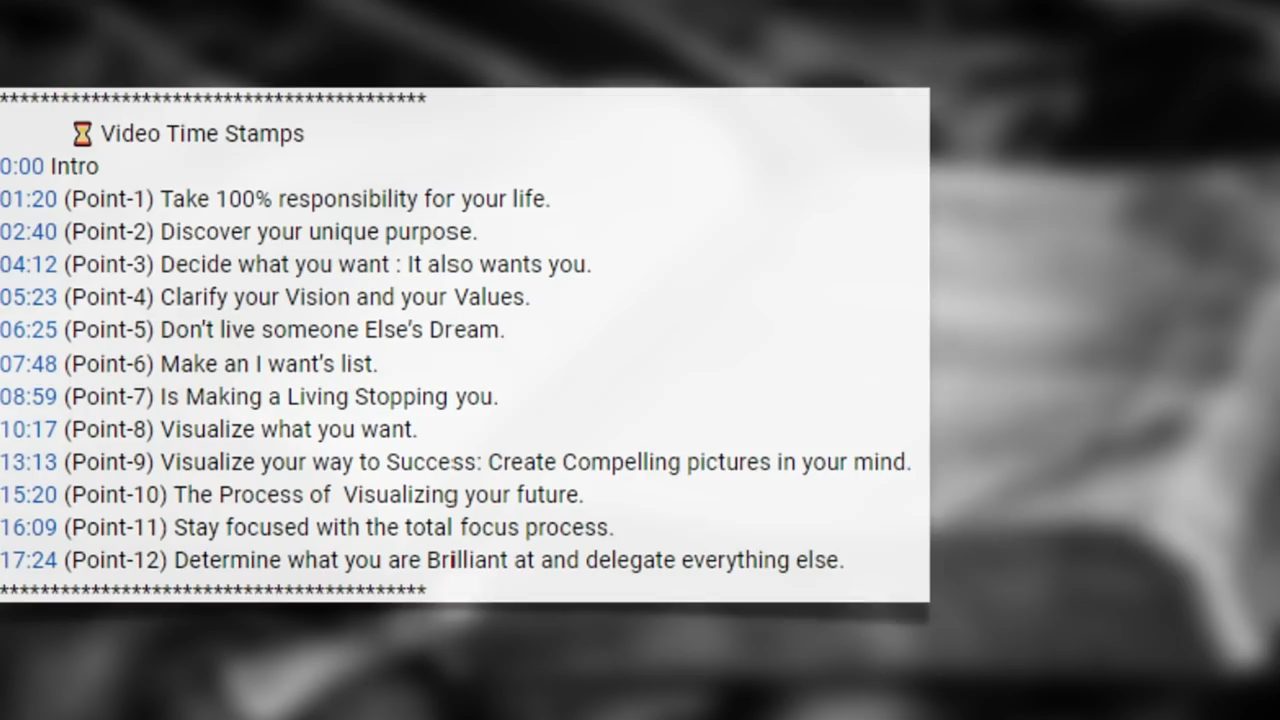 ******************************************
⌛ Video Time Stamps
0:00 Intro
01:20 (Point-1) Take 100% responsibility for your life.
02:40 (Point-2) Discover your unique purpose.
04:12 (Point-3) Decide what you want : It also wants you.
05:23 (Point-4) Clarify your Vision and your Values.
06:25 (Point-5) Don't live someone Else's Dream.
07:48 (Point-6) Make an I want's list.
08:59 (Point-7) Is Making a Living Stopping you.
10:17 (Point-8) Visualize what you want.
13:13 (Point-9) Visualize your way to Success: Create Compelling pictures in your mind.
15:20 (Point-10) The Process of  Visualizing your future.
16:09 (Point-11) Stay focused with the total focus process.
17:24 (Point-12) Determine what you are Brilliant at and delegate everything else.
******************************************